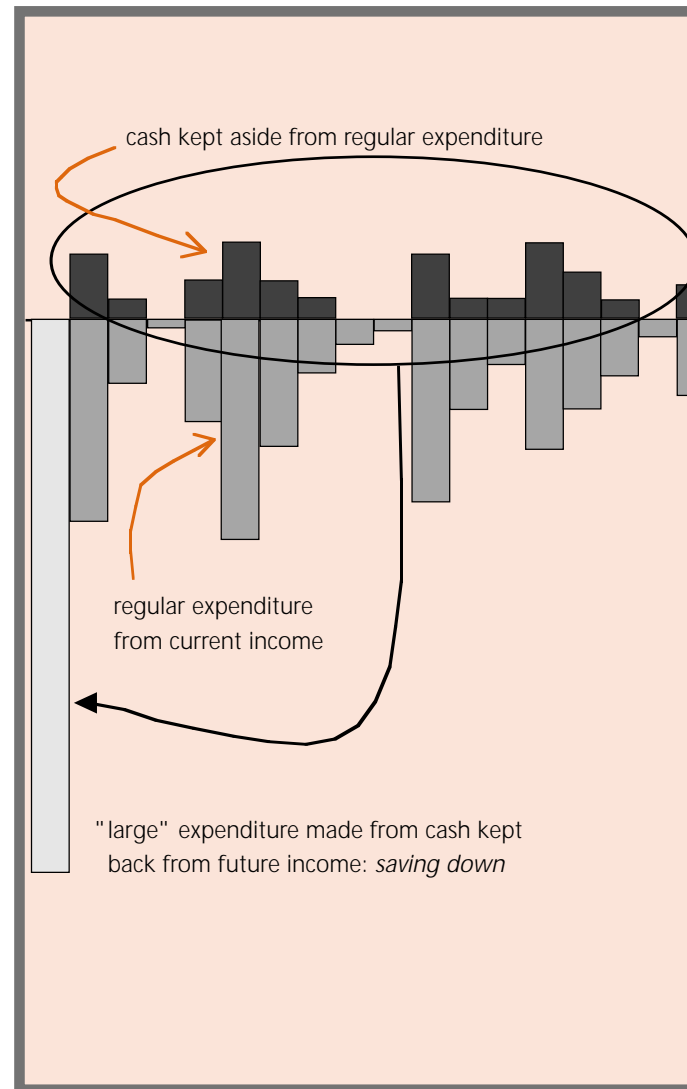 cash kept aside from regular expenditure
regular expenditure
from current income
"large" expenditure made from cash kept
back from future income: saving down